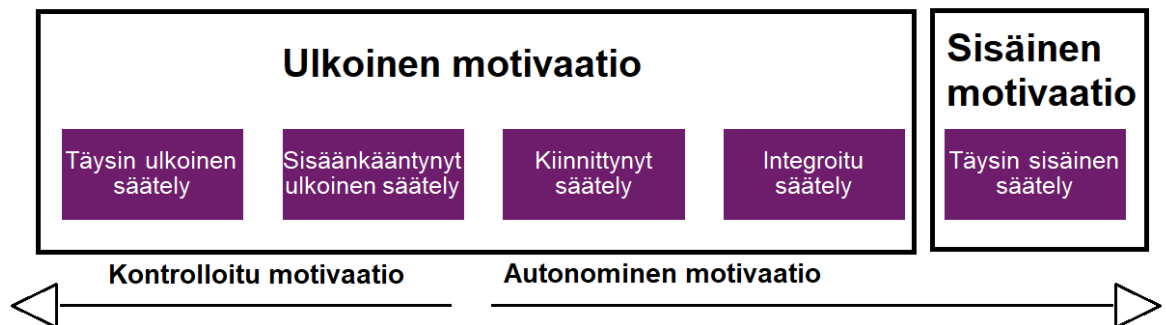 Ulkoinen motivaatio
Sisäinen
motivaatio
Täysin ulkoinen
säätely
Sisäänkääntynyt
ulkoinen säätely
Kiinnittynyt
säätely
Integroitu
säätely
Täysin sisäinen
säätely
Kontrolloitu motivaatio
Autonominen motivaatio